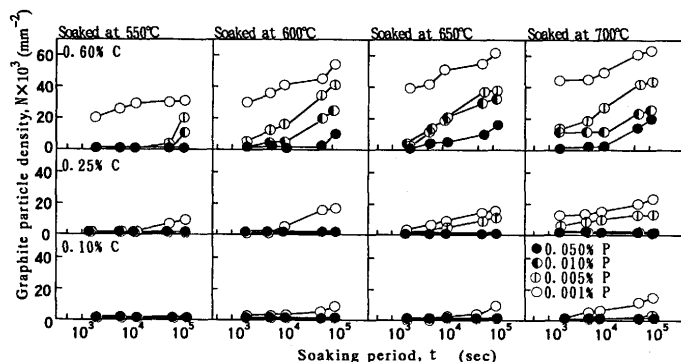 Soaked at 550℃ Soaked at 600℃ Soaked at 650℃ Soaked at 700℃
Graphite particle density, N×10³ (mm⁻²)
60 0.60% C
40
20
0
0.25% C
40
20
0
0.10% C
40
20
0
0.050% P
0.010% P
0.005% P
0.001% P
10³ 10⁴ 10⁵ 10³ 10⁴ 10⁵ 10³ 10⁴ 10⁵ 10³ 10⁴ 10⁵
Soaking period, t (sec)